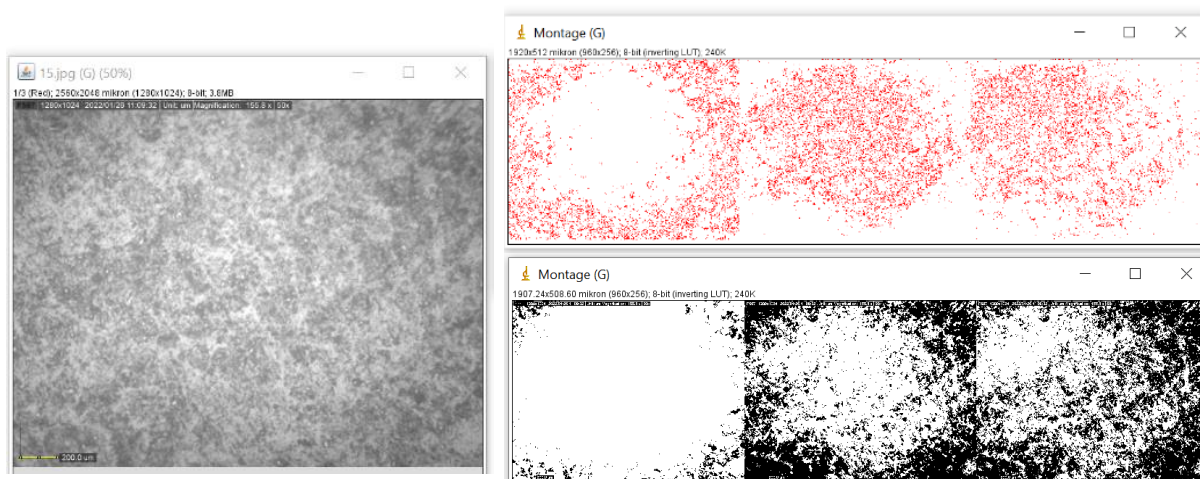 15.jpg (G) (50%)
1/3 (Red); 2560x2048 mikron (1280x1024); 8-bit; 3.8MB
1280x1024 2022/01/28 11:09:32 Unit: um Magnification: 155.8 x 50x
200.0 um
Montage (G)
1920x512 mikron (960x256); 8-bit (inverting LUT); 240K
Montage (G)
1907.24x508.60 mikron (960x256); 8-bit (inverting LUT); 240K